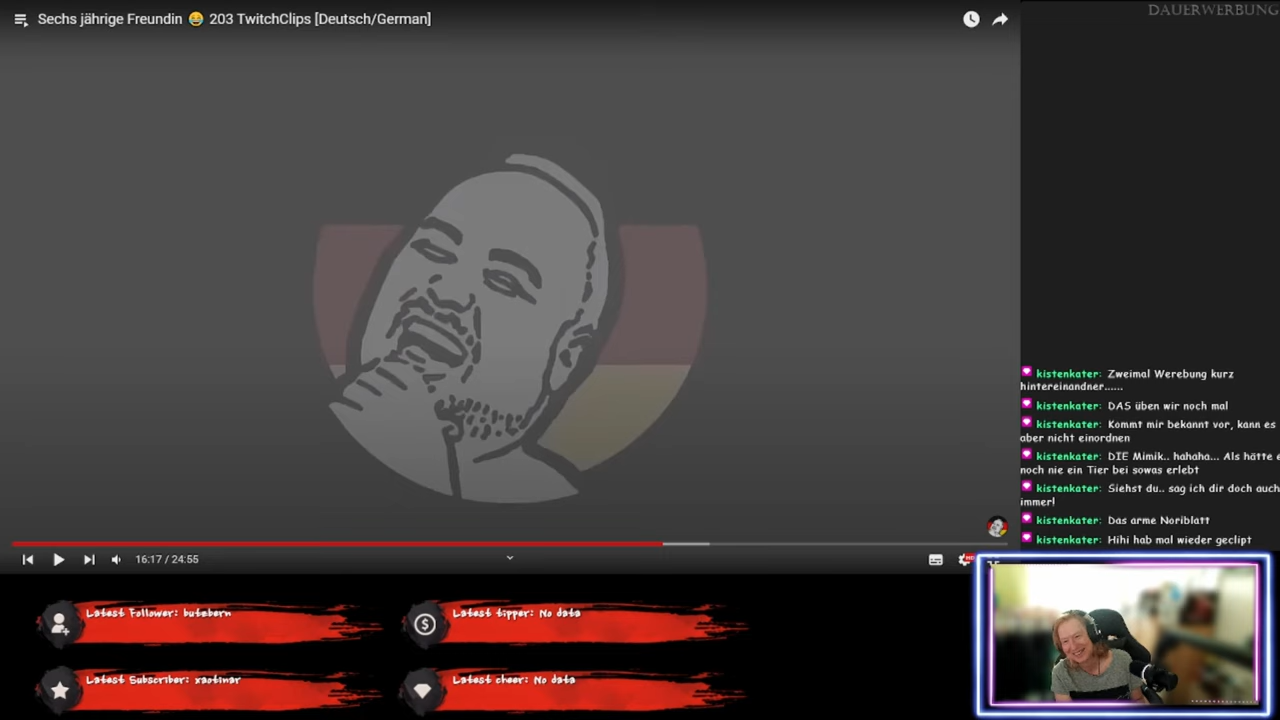 Sechs jährige Freundin 😂 203 TwitchClips [Deutsch/German]
DAUERWERBUNG
kistenkater: Zweimal Werebung kurz
hintereinandner......
kistenkater: DAS üben wir noch mal
kistenkater: Kommt mir bekannt vor, kann es
aber nicht einordnen
kistenkater: DIE Mimik.. hahaha... Als hätte e
noch nie ein Tier bei sowas erlebt
kistenkater: Siehst du.. sag ich dir doch auch
immer!
kistenkater: Das arme Noriblatt
kistenkater: Hihi hab mal wieder geclipt
16:17 / 24:55
Latest Follower: butebern
Latest tipper: No data
Latest Subscriber: xaotinar
Latest cheer: No data